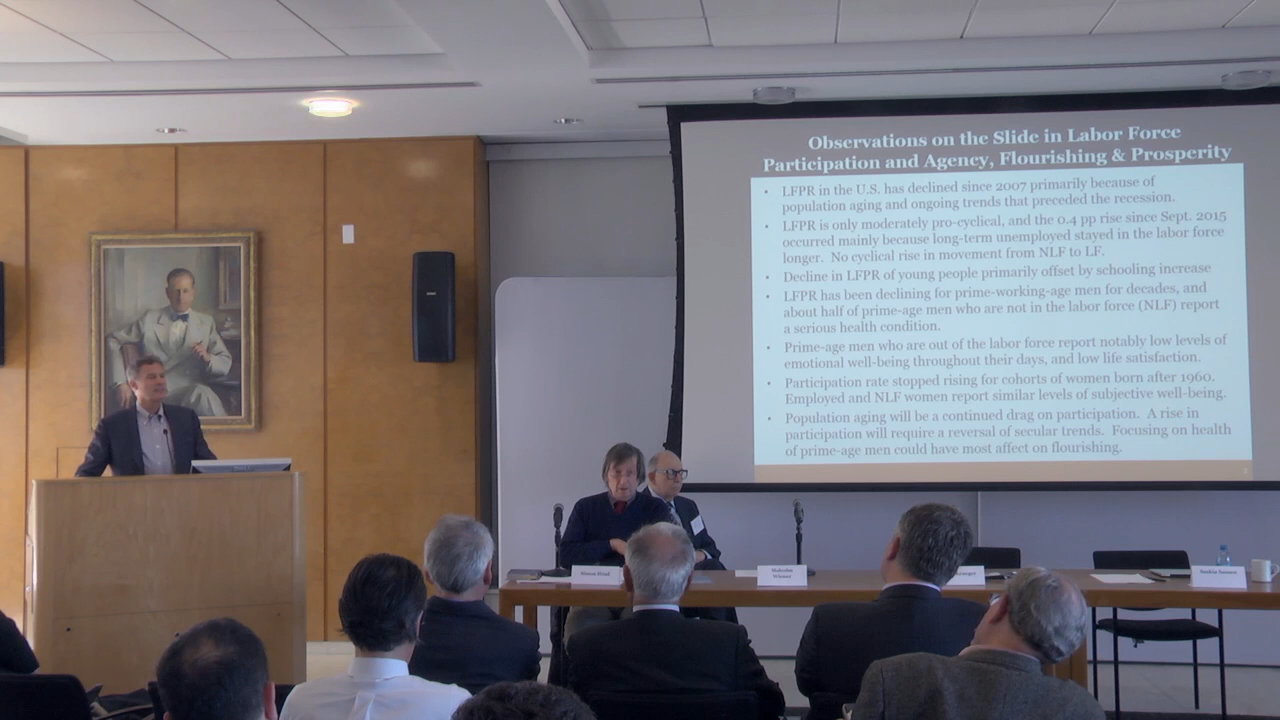 Observations on the Slide in Labor Force
Participation and Agency, Flourishing & Prosperity
• LFPR in the U.S. has declined since 2007 primarily because of
population aging and ongoing trends that preceded the recession.
• LFPR is only moderately pro-cyclical, and the 0.4 pp rise since Sept. 2015
occurred mainly because long-term unemployed stayed in the labor force
longer. No cyclical rise in movement from NLF to LF.
• Decline in LFPR of young people primarily offset by schooling increase
• LFPR has been declining for prime-working-age men for decades, and
about half of prime-age men who are not in the labor force (NLF) report
a serious health condition.
• Prime-age men who are out of the labor force report notably low levels of
emotional well-being throughout their days, and low life satisfaction.
• Participation rate stopped rising for cohorts of women born after 1960.
Employed and NLF women report similar levels of subjective well-being.
• Population aging will be a continued drag on participation. A rise in
participation will require a reversal of secular trends. Focusing on health
of prime-age men could have most affect on flourishing.
Malcolm
Wiener